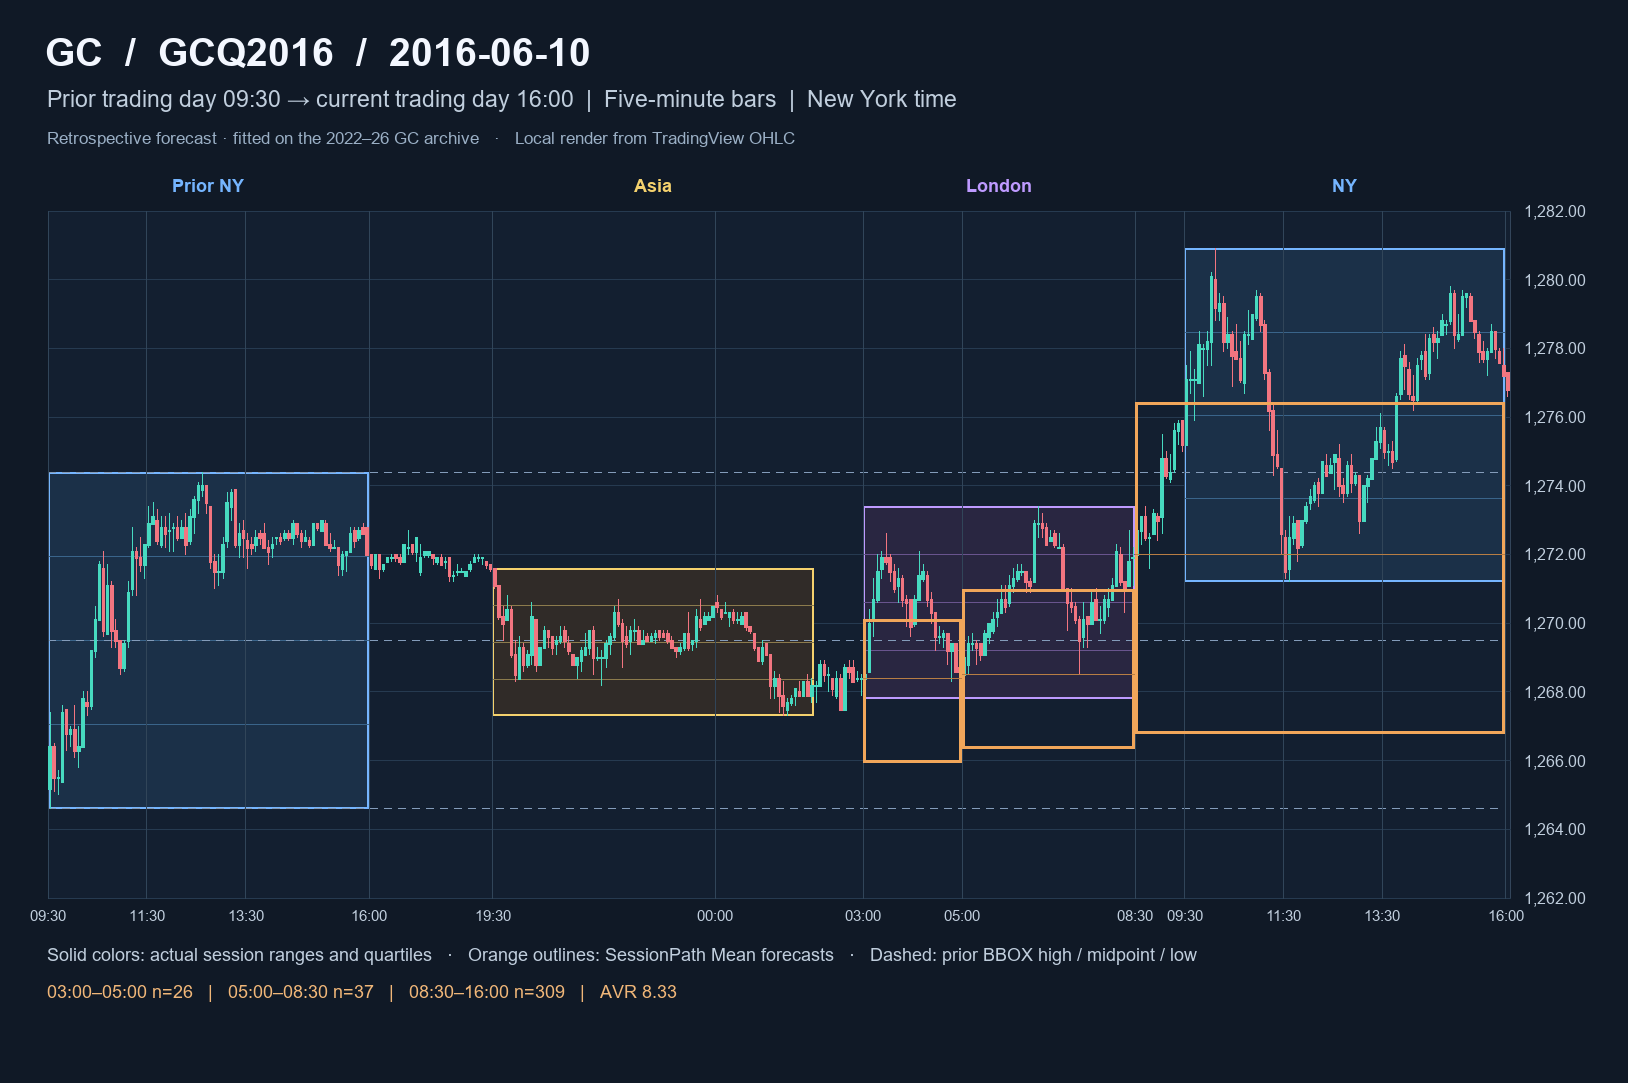 GC / GCQ2016 / 2016-06-10
Prior trading day 09:30 → current trading day 16:00 | Five-minute bars | New York time
Retrospective forecast · fitted on the 2022–26 GC archive · Local render from TradingView OHLC
Prior NY Asia London NY
1,282.00
1,280.00
1,278.00
1,276.00
1,274.00
1,272.00
1,270.00
1,268.00
1,266.00
1,264.00
1,262.00
09:30 11:30 13:30 16:00 19:30 00:00 03:00 05:00 08:30 09:30 11:30 13:30 16:00
Solid colors: actual session ranges and quartiles · Orange outlines: SessionPath Mean forecasts · Dashed: prior BBOX high / midpoint / low
03:00–05:00 n=26 | 05:00–08:30 n=37 | 08:30–16:00 n=309 | AVR 8.33